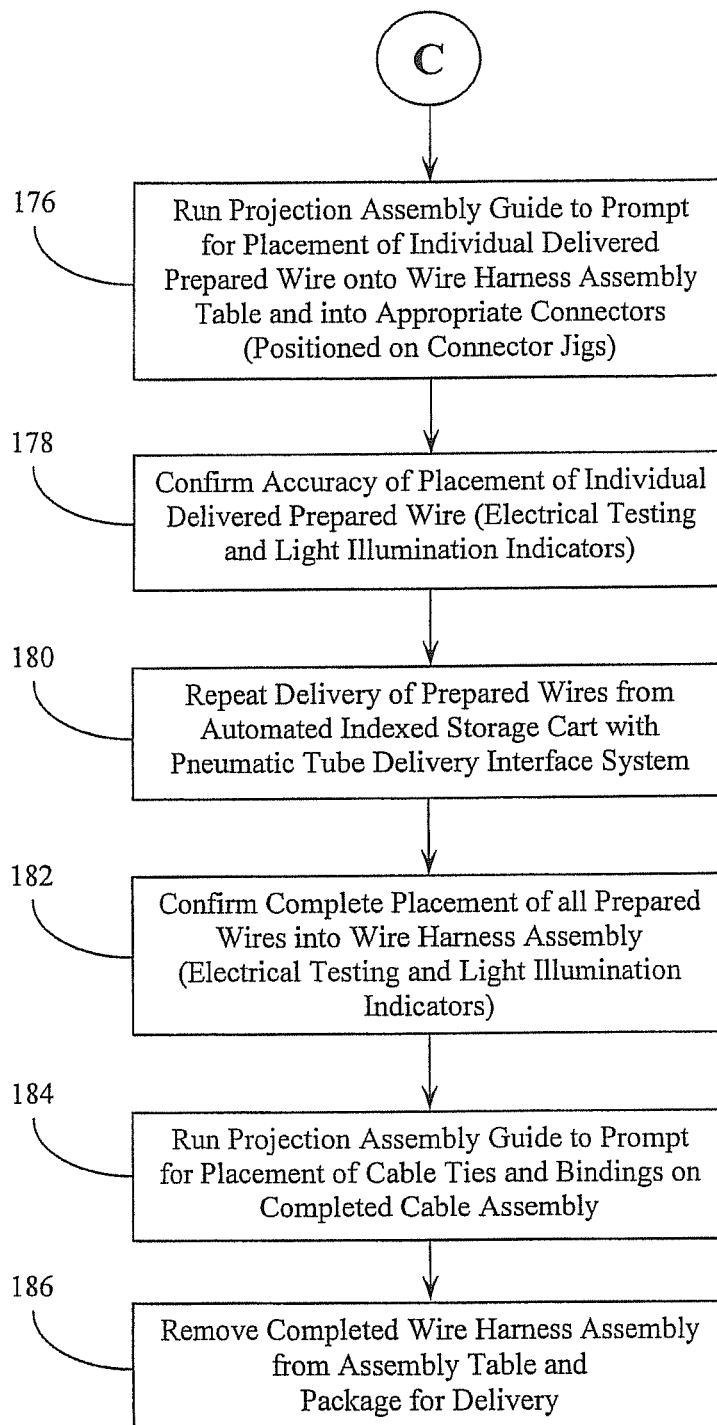 C
176
Run Projection Assembly Guide to Prompt
for Placement of Individual Delivered
Prepared Wire onto Wire Harness Assembly
Table and into Appropriate Connectors
(Positioned on Connector Jigs)
178
Confirm Accuracy of Placement of Individual
Delivered Prepared Wire (Electrical Testing
and Light Illumination Indicators)
180
Repeat Delivery of Prepared Wires from
Automated Indexed Storage Cart with
Pneumatic Tube Delivery Interface System
182
Confirm Complete Placement of all Prepared
Wires into Wire Harness Assembly
(Electrical Testing and Light Illumination
Indicators)
184
Run Projection Assembly Guide to Prompt
for Placement of Cable Ties and Bindings on
Completed Cable Assembly
186
Remove Completed Wire Harness Assembly
from Assembly Table and
Package for Delivery